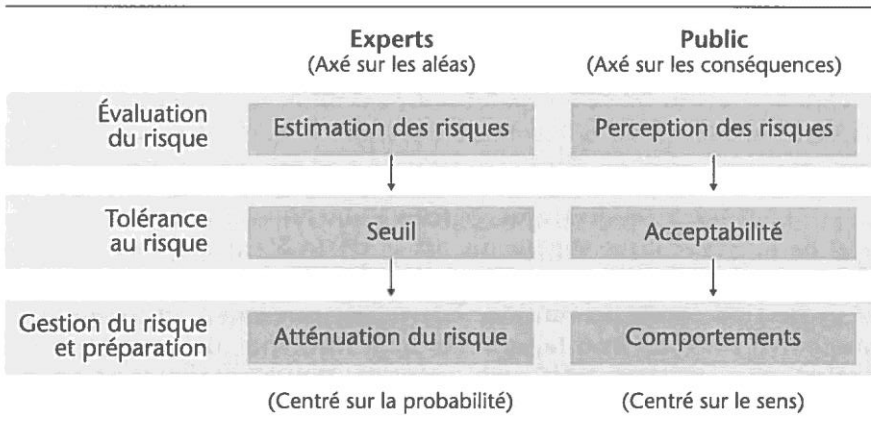 Experts
Public
(Axé sur les aléas)
(Axé sur les conséquences)
Évaluation
du risque
Estimation des risques
Perception des risques
Tolérance
au risque
Seuil
Acceptabilité
Gestion du risque
et préparation
Atténuation du risque
Comportements
(Centré sur la probabilité)
(Centré sur le sens)